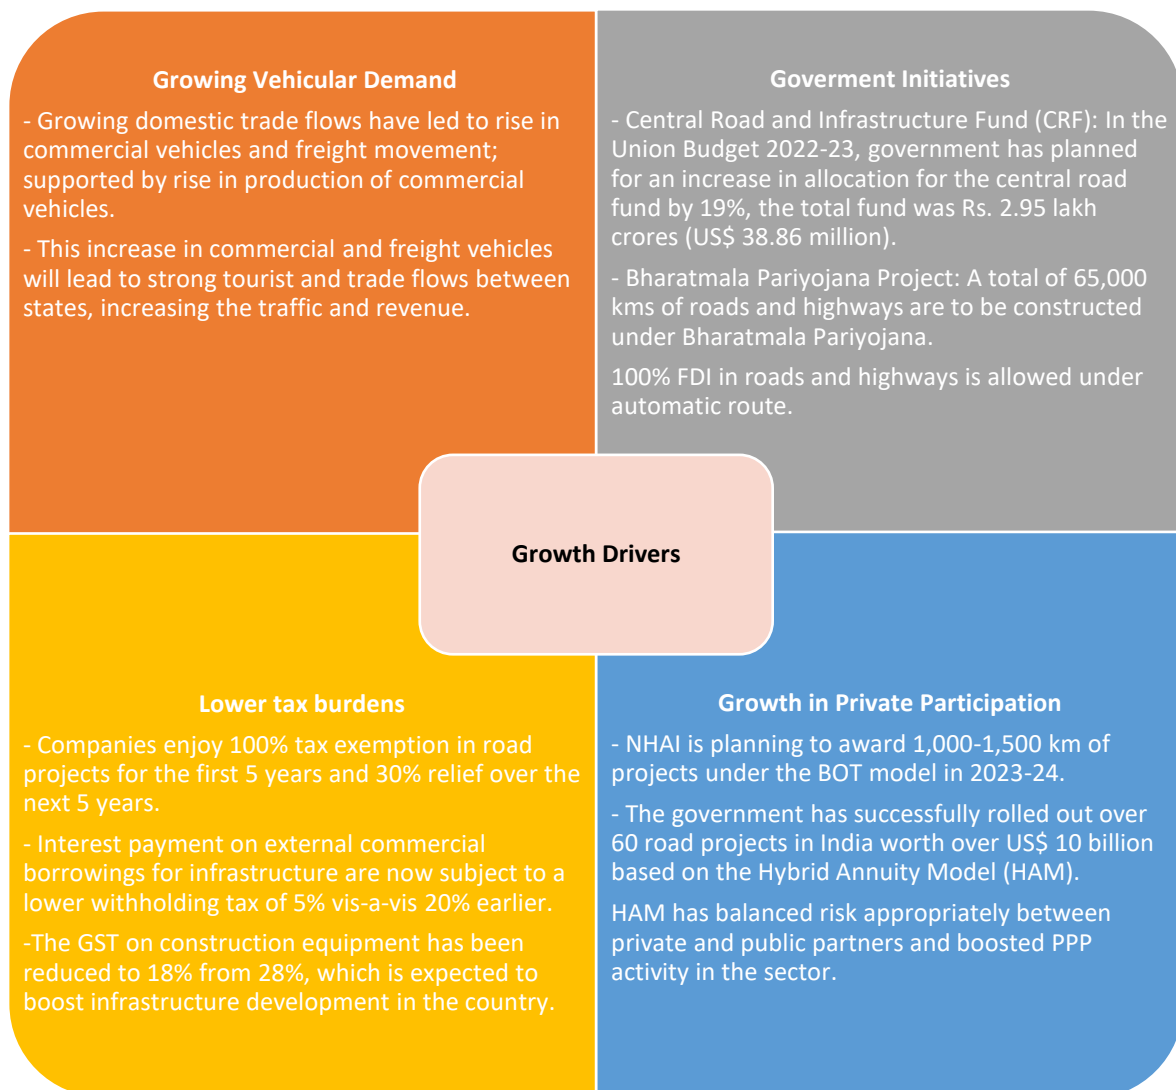 Growing Vehicular Demand
- Growing domestic trade flows have led to rise in
commercial vehicles and freight movement;
supported by rise in production of commercial
vehicles.
- This increase in commercial and freight vehicles
will lead to strong tourist and trade flows between
states, increasing the traffic and revenue.
Goverment Initiatives
- Central Road and Infrastructure Fund (CRF): In the
Union Budget 2022-23, government has planned
for an increase in allocation for the central road
fund by 19%, the total fund was Rs. 2.95 lakh
crores (US$ 38.86 million).
- Bharatmala Pariyojana Project: A total of 65,000
kms of roads and highways are to be constructed
under Bharatmala Pariyojana.
100% FDI in roads and highways is allowed under
automatic route.
Growth Drivers
Lower tax burdens
- Companies enjoy 100% tax exemption in road
projects for the first 5 years and 30% relief over the
next 5 years.
- Interest payment on external commercial
borrowings for infrastructure are now subject to a
lower withholding tax of 5% vis-a-vis 20% earlier.
-The GST on construction equipment has been
reduced to 18% from 28%, which is expected to
boost infrastructure development in the country.
Growth in Private Participation
- NHAI is planning to award 1,000-1,500 km of
projects under the BOT model in 2023-24.
- The government has successfully rolled out over
60 road projects in India worth over US$ 10 billion
based on the Hybrid Annuity Model (HAM).
HAM has balanced risk appropriately between
private and public partners and boosted PPP
activity in the sector.